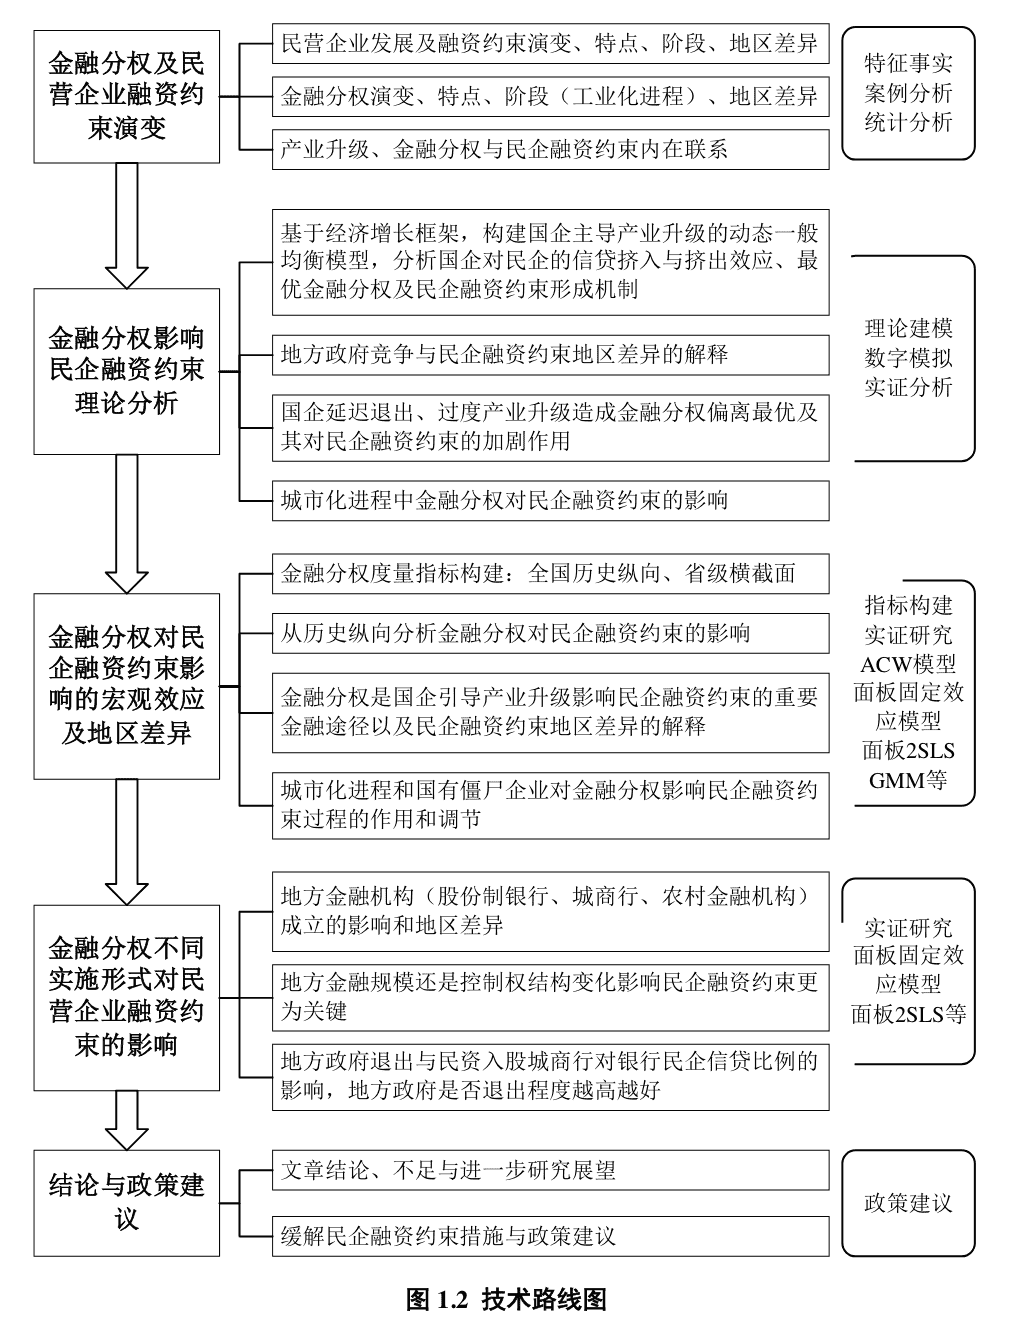 金融分权及民
营企业融资约
束演变
民营企业发展及融资约束演变、特点、阶段、地区差异
金融分权演变、特点、阶段（工业化进程）、地区差异
产业升级、金融分权与民企融资约束内在联系
特征事实
案例分析
统计分析
金融分权影响
民企融资约束
理论分析
基于经济增长框架，构建国企主导产业升级的动态一般
均衡模型，分析国企对民企的信贷挤入与挤出效应、最
优金融分权及民企融资约束形成机制
地方政府竞争与民企融资约束地区差异的解释
国企延迟退出、过度产业升级造成金融分权偏离最优及
其对民企融资约束的加剧作用
城市化进程中金融分权对民企融资约束的影响
理论建模
数字模拟
实证分析
金融分权对民
企融资约束影
响的宏观效应
及地区差异
金融分权度量指标构建：全国历史纵向、省级横截面
从历史纵向分析金融分权对民企融资约束的影响
金融分权是国企引导产业升级影响民企融资约束的重要
金融途径以及民企融资约束地区差异的解释
城市化进程和国有僵尸企业对金融分权影响民企融资约
束过程的作用和调节
指标构建
实证研究
ACW模型
面板固定效
应模型
面板2SLS
GMM等
金融分权不同
实施形式对民
营企业融资约
束的影响
地方金融机构（股份制银行、城商行、农村金融机构）
成立的影响和地区差异
地方金融规模还是控制权结构变化影响民企融资约束更
为关键
地方政府退出与民资入股城商行对银行民企信贷比例的
影响，地方政府是否退出程度越高越好
实证研究
面板固定效
应模型
面板2SLS等
结论与政策建
议
文章结论、不足与进一步研究展望
缓解民企融资约束措施与政策建议
政策建议
图 1.2 技术路线图